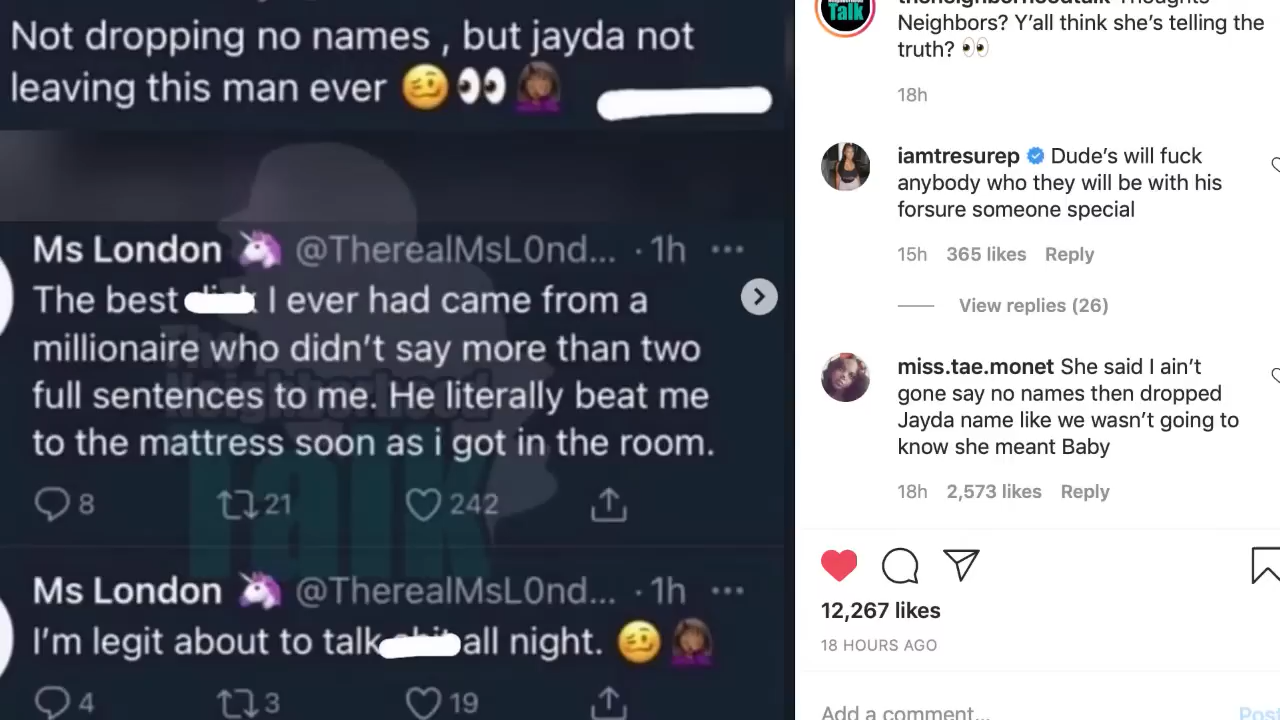 Not dropping no names , but jayda not
leaving this man ever 🥴👀🤦🏾‍♀️
Ms London 🦄 @TherealMsL0nd... · 1h ···
The best I ever had came from a
millionaire who didn't say more than two
full sentences to me. He literally beat me
to the mattress soon as i got in the room.
8 21 242
Ms London 🦄 @TherealMsL0nd... · 1h ···
I'm legit about to talk all night. 🥴🤦🏾‍♀️
4 3 19
Talk
Talk
Neighbors? Y'all think she's telling the
truth? 👀
18h
iamtresurep Dude's will fuck
anybody who they will be with his
forsure someone special
15h 365 likes Reply
View replies (26)
miss.tae.monet She said I ain't
gone say no names then dropped
Jayda name like we wasn't going to
know she meant Baby
18h 2,573 likes Reply
12,267 likes
18 HOURS AGO
Add a comment...
Post